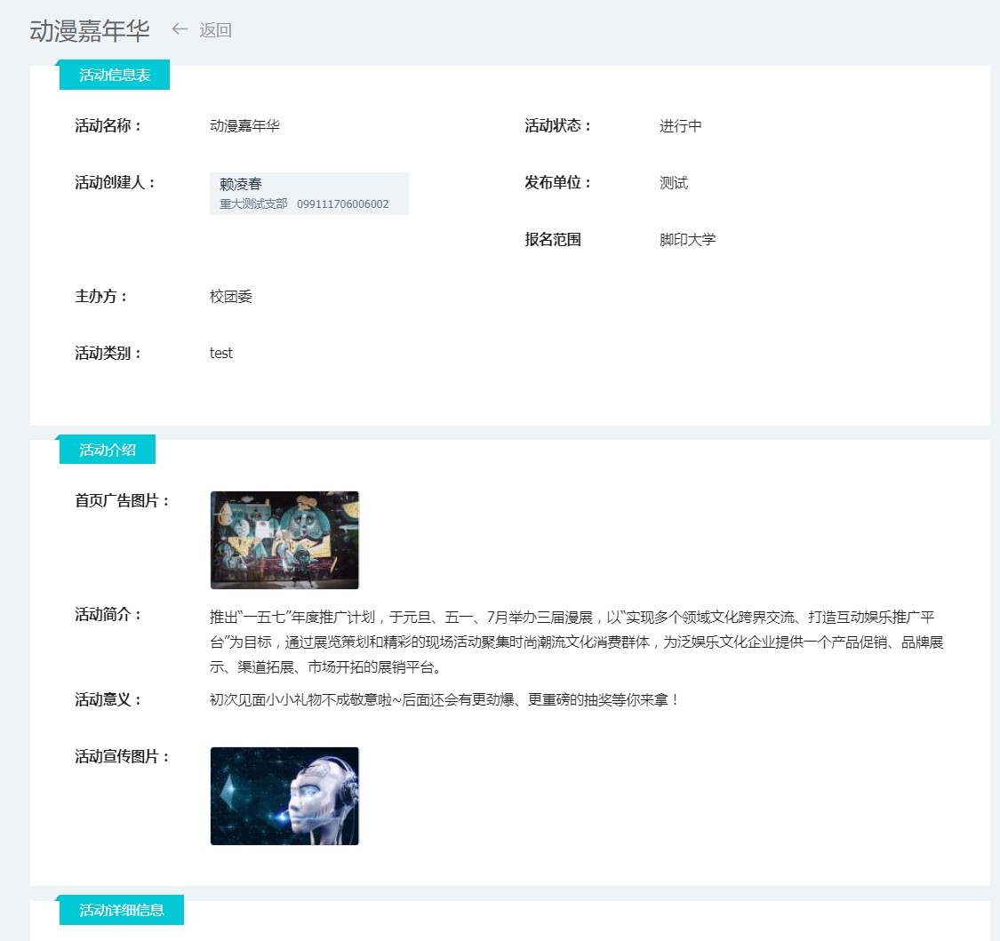 动漫嘉年华 ← 返回
活动信息表
活动名称： 动漫嘉年华 活动状态： 进行中
活动创建人： 赖凌春 发布单位： 测试
重大测试支部 099111706006002
报名范围 脚印大学
主办方： 校团委
活动类别： test
活动介绍
首页广告图片：
活动简介： 推出“一五七”年度推广计划，于元旦、五一、7月举办三届漫展，以“实现多个领域文化跨界交流、打造互动娱乐推广平
台”为目标，通过展览策划和精彩的现场活动聚集时尚潮流文化消费群体，为泛娱乐文化企业提供一个产品促销、品牌展
示、渠道拓展、市场开拓的展销平台。
活动意义： 初次见面小小礼物不成敬意啦~后面还会有更劲爆、更重磅的抽奖等你来拿！
活动宣传图片：
活动详细信息